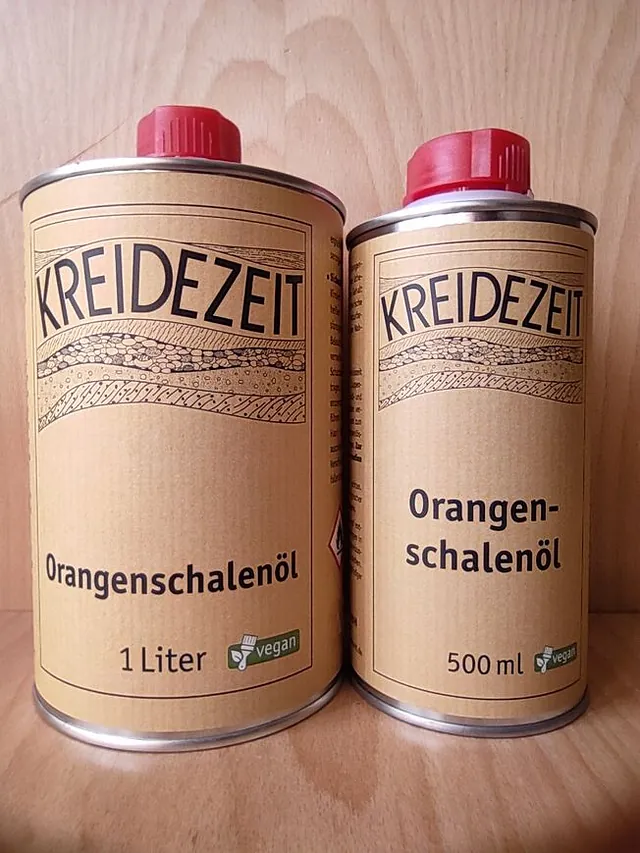 KREIDEZEIT
Orangenschalenöl
1 Liter
vegan
KREIDEZEIT
Orangen-
schalenöl
500 ml
vegan